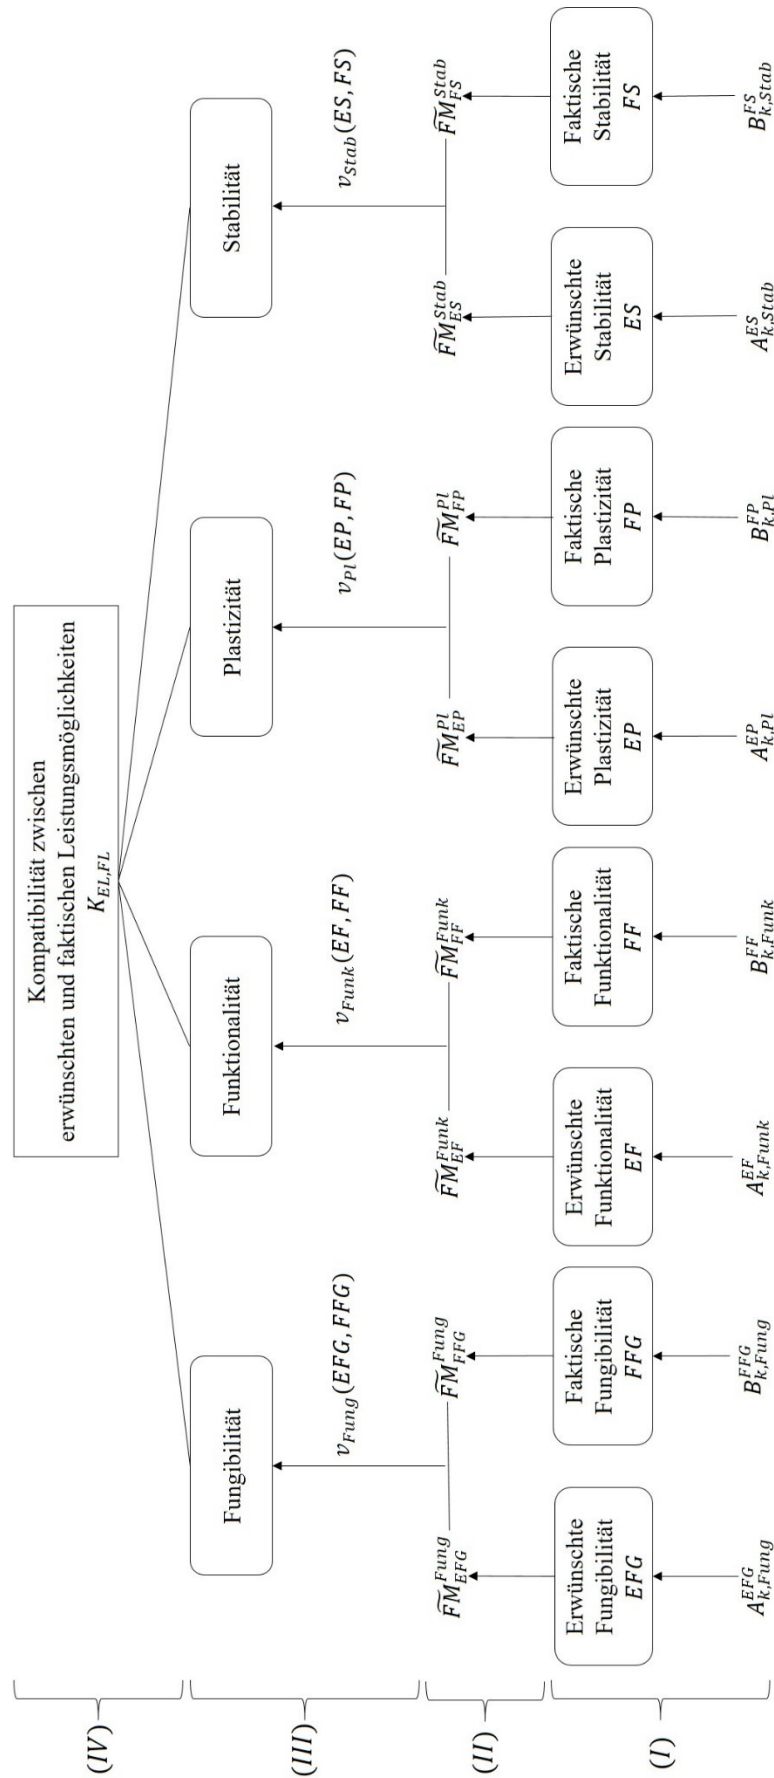 (IV)
Kompatibilität zwischen
erwünschten und faktischen Leistungsmöglichkeiten
$K_{EL,FL}$
(III)
Fungibilität
Funktionalität
Plastizität
Stabilität
$v_{Fung}(EFG, FFG)$
$v_{Funk}(EF, FF)$
$v_{Pl}(EP, FP)$
$v_{Stab}(ES, FS)$
(II)
$\widetilde{FM}_{EFG}^{Fung}$
$\widetilde{FM}_{FFG}^{Fung}$
$\widetilde{FM}_{EF}^{Funk}$
$\widetilde{FM}_{FF}^{Funk}$
$\widetilde{FM}_{EP}^{Pl}$
$\widetilde{FM}_{FP}^{Pl}$
$\widetilde{FM}_{ES}^{Stab}$
$\widetilde{FM}_{FS}^{Stab}$
(I)
Erwünschte
Fungibilität
EFG
Faktische
Fungibilität
FFG
Erwünschte
Funktionalität
EF
Faktische
Funktionalität
FF
Erwünschte
Plastizität
EP
Faktische
Plastizität
FP
Erwünschte
Stabilität
ES
Faktische
Stabilität
FS
$A_{k,Fung}^{EFG}$
$B_{k,Fung}^{FFG}$
$A_{k,Funk}^{EF}$
$B_{k,Funk}^{FF}$
$A_{k,Pl}^{EP}$
$B_{k,Pl}^{FP}$
$A_{k,Stab}^{ES}$
$B_{k,Stab}^{FS}$